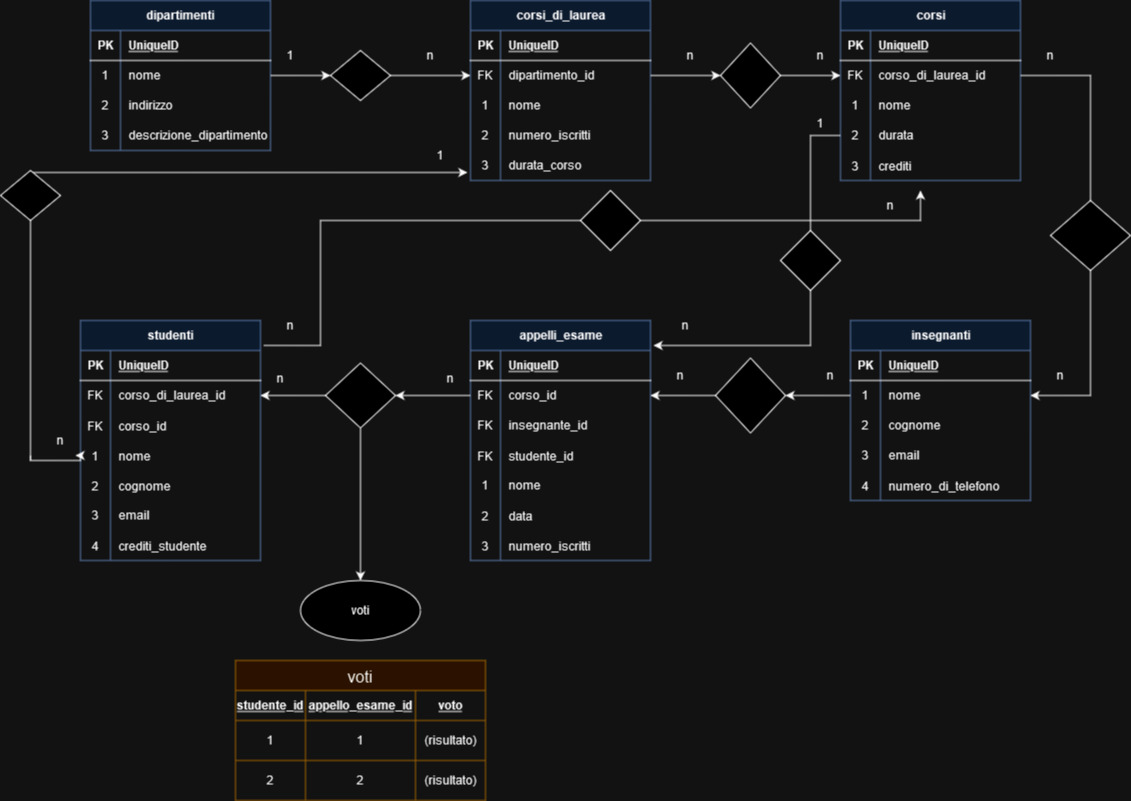 dipartimenti
PK UniqueID
1 nome
2 indirizzo
3 descrizione_dipartimento
1
n
corsi_di_laurea
PK UniqueID
FK dipartimento_id
1 nome
2 numero_iscritti
3 durata_corso
n
n
corsi
PK UniqueID
FK corso_di_laurea_id
1 nome
2 durata
3 crediti
n
1
1
n
n
n
n
studenti
PK UniqueID
FK corso_di_laurea_id
FK corso_id
1 nome
2 cognome
3 email
4 crediti_studente
n
n
n
appelli_esame
PK UniqueID
FK corso_id
FK insegnante_id
FK studente_id
1 nome
2 data
3 numero_iscritti
n
n
insegnanti
PK UniqueID
1 nome
2 cognome
3 email
4 numero_di_telefono
n
voti
voti
studente_id appello_esame_id voto
1 1 (risultato)
2 2 (risultato)